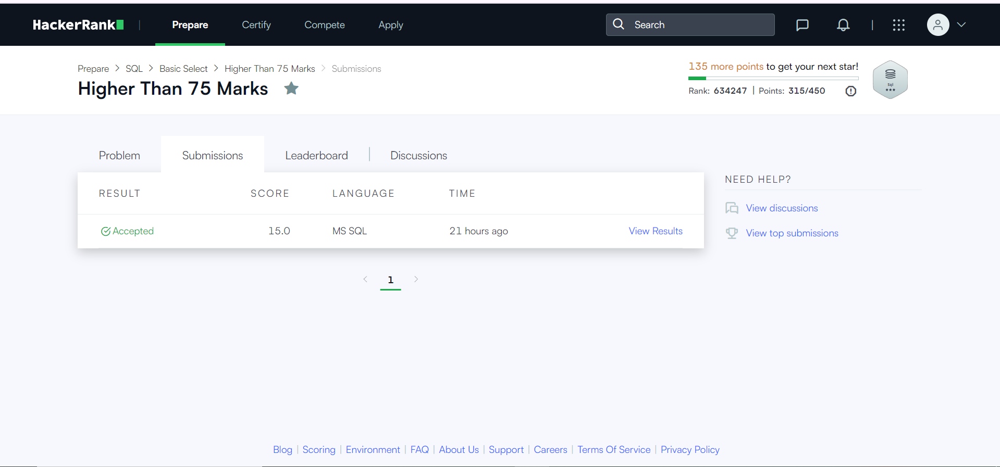 HackerRank | Prepare Certify Compete Apply Search |
Prepare > SQL > Basic Select > Higher Than 75 Marks > Submissions
Higher Than 75 Marks
135 more points to get your next star!
Rank: 634247 | Points: 315/450
Sql
Problem Submissions Leaderboard | Discussions
RESULT SCORE LANGUAGE TIME
Accepted 15.0 MS SQL 21 hours ago View Results
1
NEED HELP?
View discussions
View top submissions
Blog | Scoring | Environment | FAQ | About Us | Support | Careers | Terms Of Service | Privacy Policy